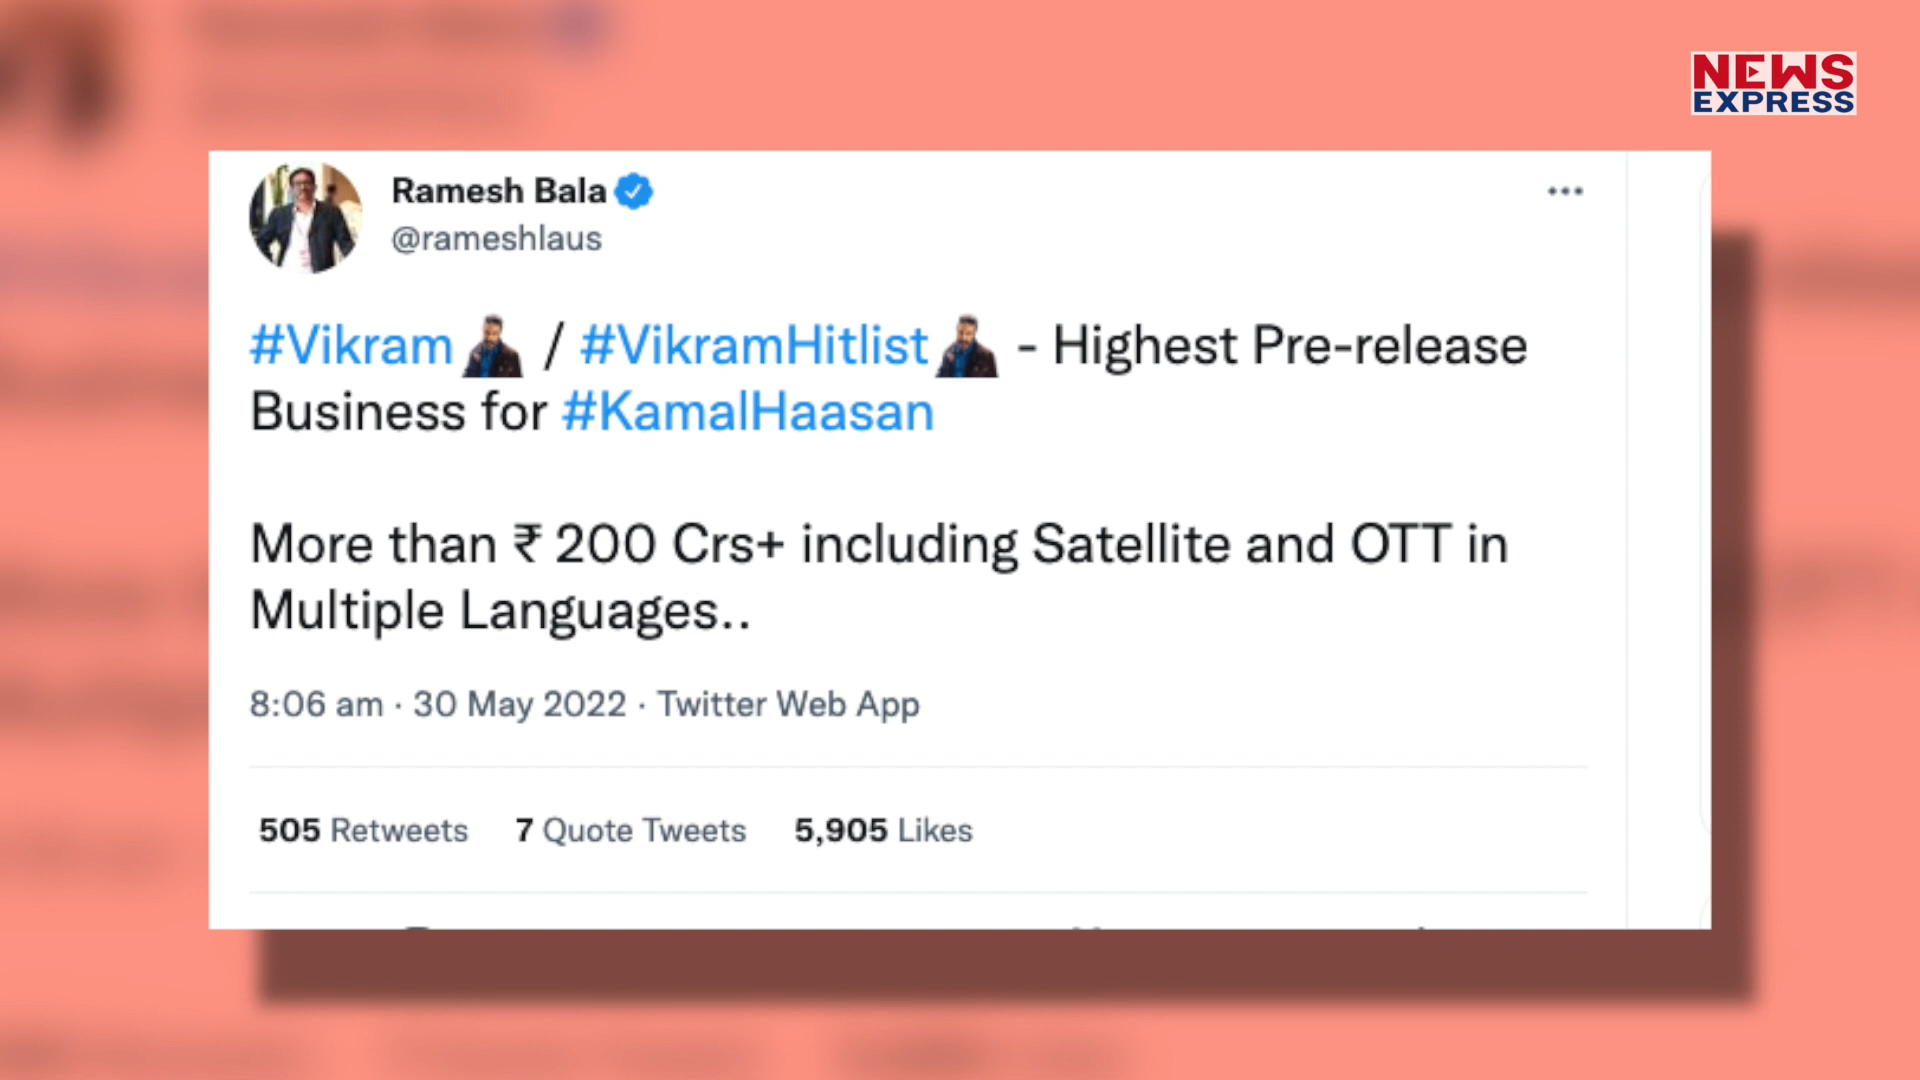 NEWS
EXPRESS
Ramesh Bala
@rameshlaus
#Vikram / #VikramHitlist - Highest Pre-release
Business for #KamalHaasan
More than ₹ 200 Crs+ including Satellite and OTT in
Multiple Languages..
8:06 am · 30 May 2022 · Twitter Web App
505 Retweets 7 Quote Tweets 5,905 Likes